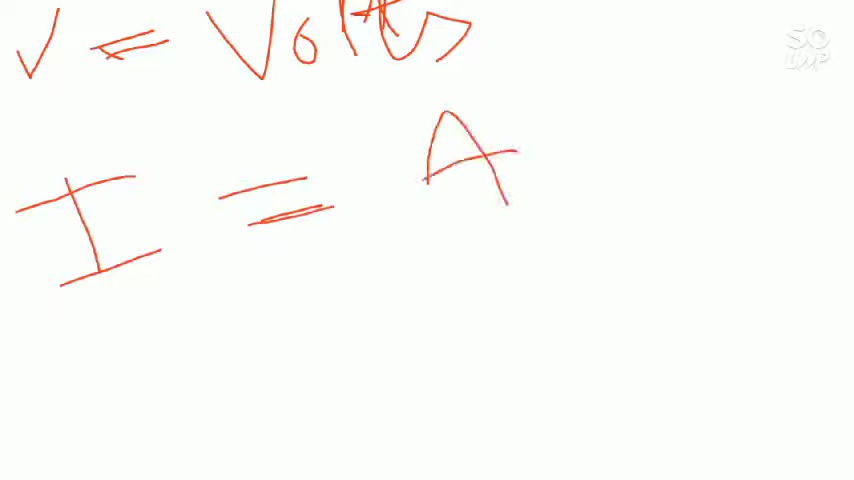 V = Volts
I = A